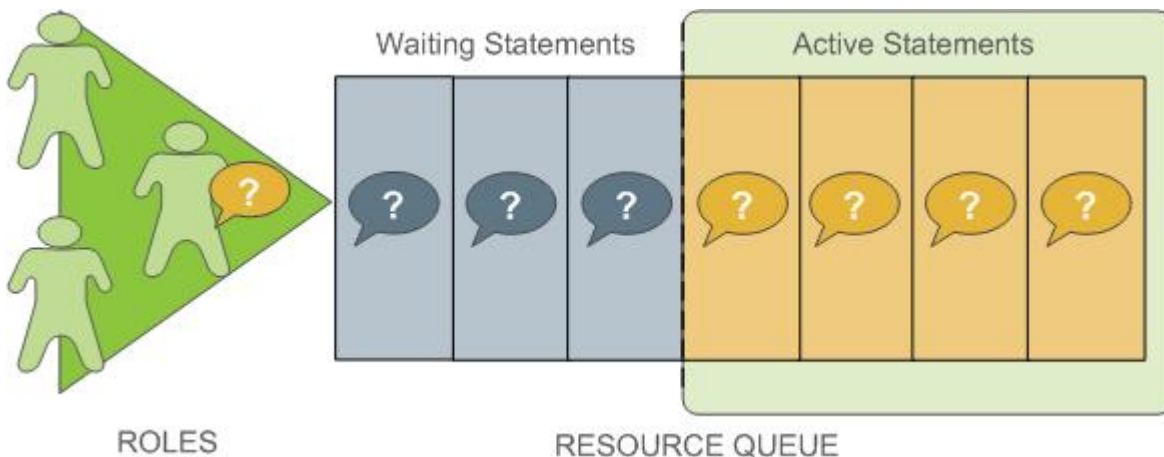 Waiting Statements
Active Statements
?
?
?
?
?
?
?
?
ROLES
RESOURCE QUEUE